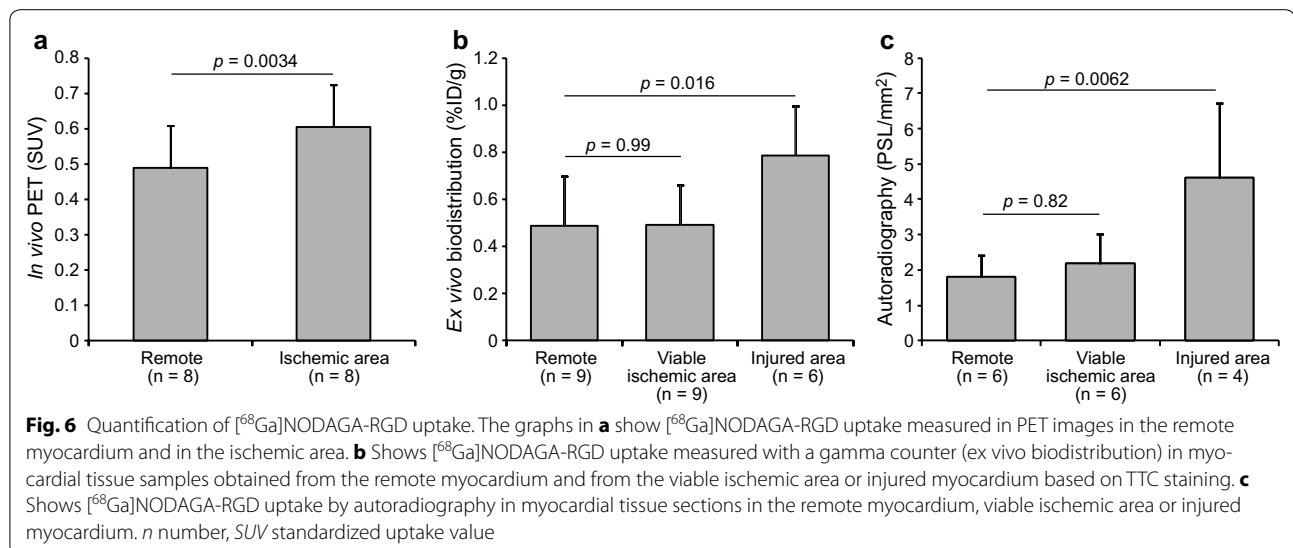 a
0.8
0.7
0.6
0.5
0.4
0.3
0.2
0.1
0
In vivo PET (SUV)
p = 0.0034
Remote
(n = 8)
Ischemic area
(n = 8)
b
1.2
1.0
0.8
0.6
0.4
0.2
0
Ex vivo biodistribution (%ID/g)
p = 0.016
p = 0.99
Remote
(n = 9)
Viable
ischemic area
(n = 9)
Injured area
(n = 6)
c
8
7
6
5
4
3
2
1
0
Autoradiography (PSL/mm²)
p = 0.0062
p = 0.82
Remote
(n = 6)
Viable
ischemic area
(n = 6)
Injured area
(n = 4)
Fig. 6 Quantification of [⁶⁸Ga]NODAGA-RGD uptake. The graphs in a show [⁶⁸Ga]NODAGA-RGD uptake measured in PET images in the remote
myocardium and in the ischemic area. b Shows [⁶⁸Ga]NODAGA-RGD uptake measured with a gamma counter (ex vivo biodistribution) in myo-
cardial tissue samples obtained from the remote myocardium and from the viable ischemic area or injured myocardium based on TTC staining. c
Shows [⁶⁸Ga]NODAGA-RGD uptake by autoradiography in myocardial tissue sections in the remote myocardium, viable ischemic area or injured
myocardium. n number, SUV standardized uptake value